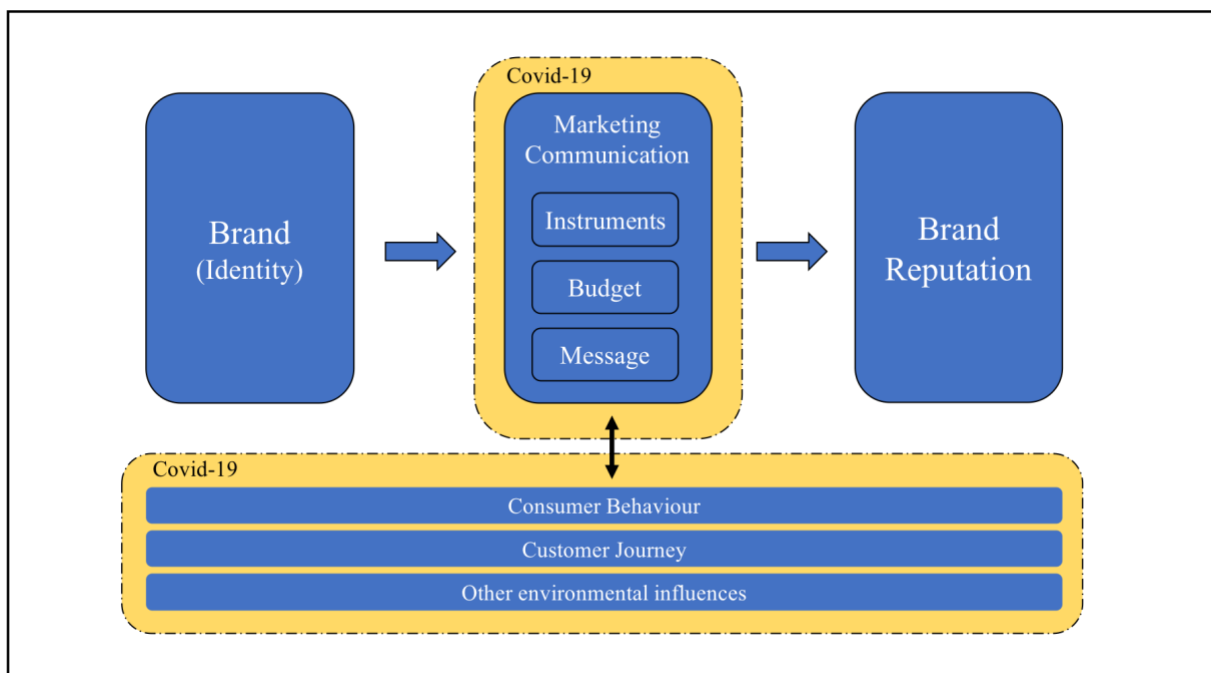 Covid-19
Marketing
Communication
Instruments
Budget
Message
Brand
(Identity)
Brand
Reputation
Covid-19
Consumer Behaviour
Customer Journey
Other environmental influences